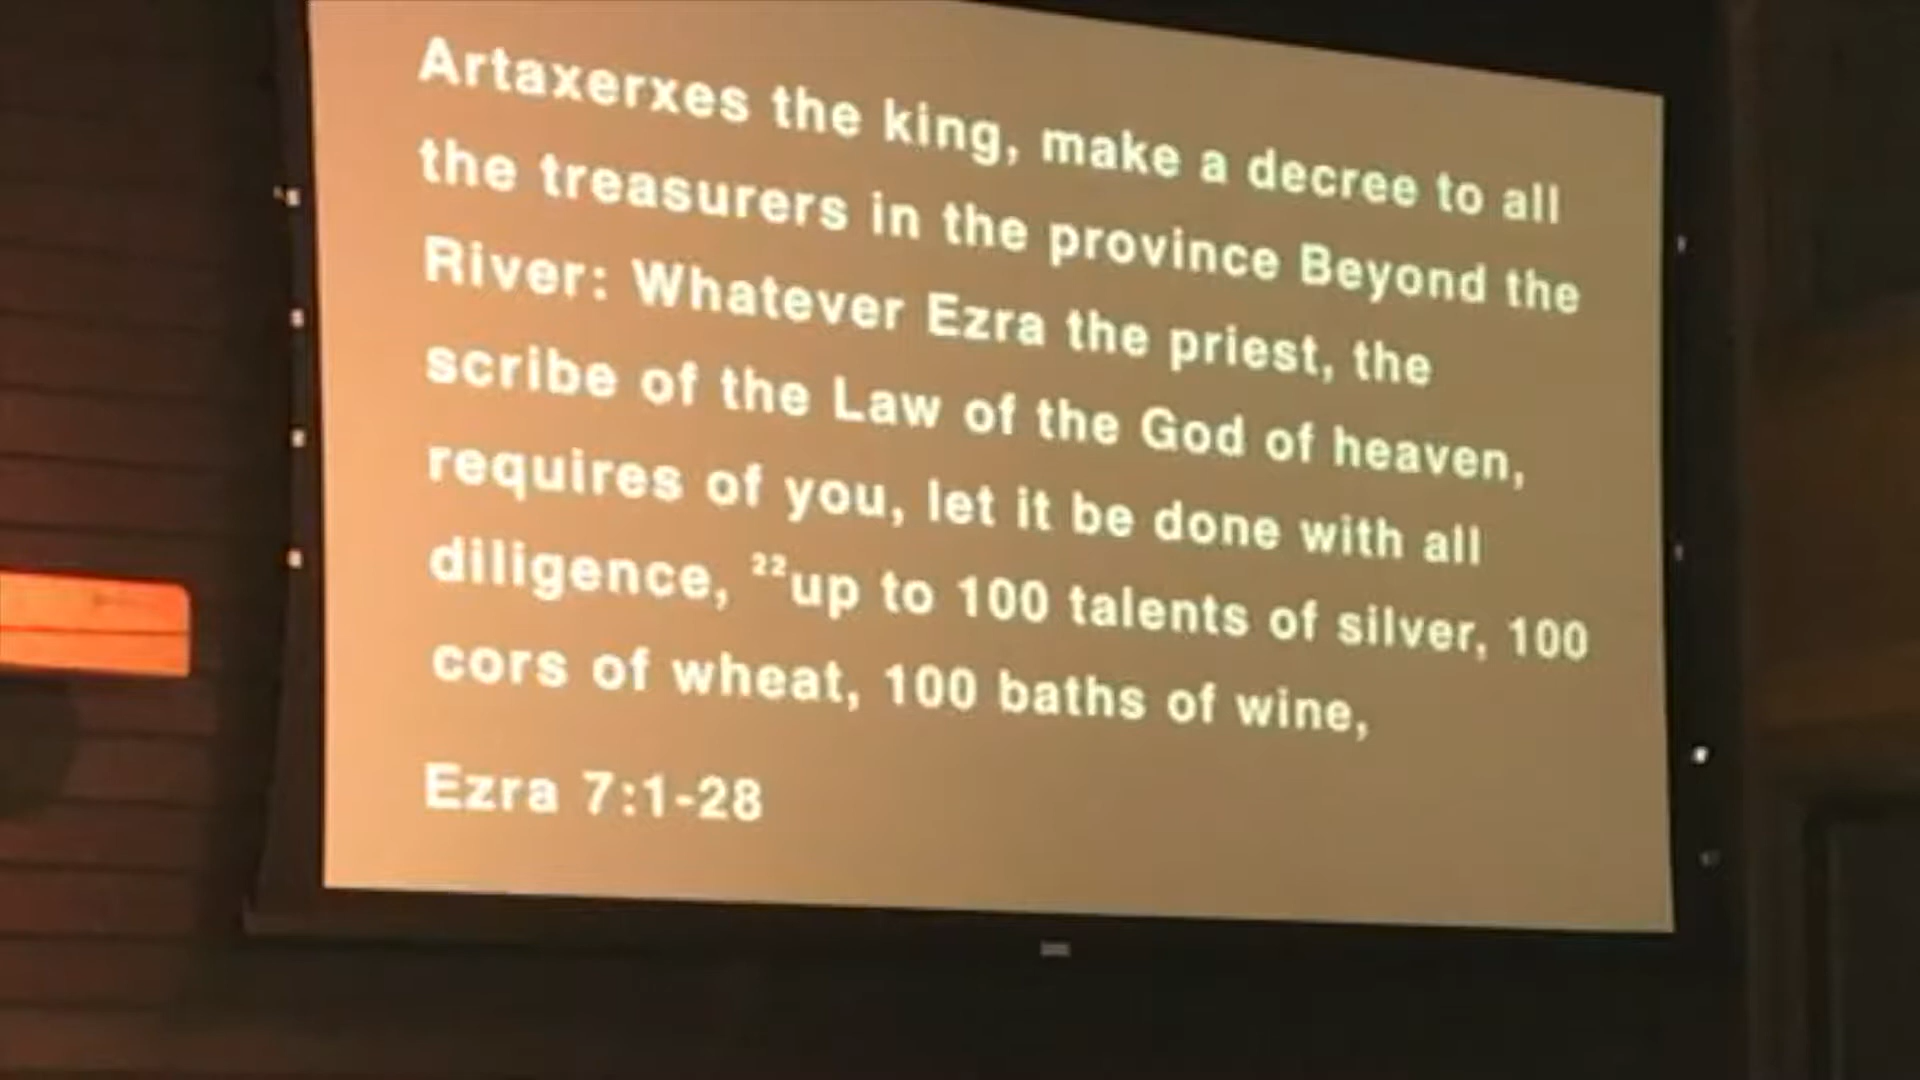 Artaxerxes the king, make a decree to all
the treasurers in the province Beyond the
River: Whatever Ezra the priest, the
scribe of the Law of the God of heaven,
requires of you, let it be done with all
diligence, ²²up to 100 talents of silver, 100
cors of wheat, 100 baths of wine,
Ezra 7:1-28